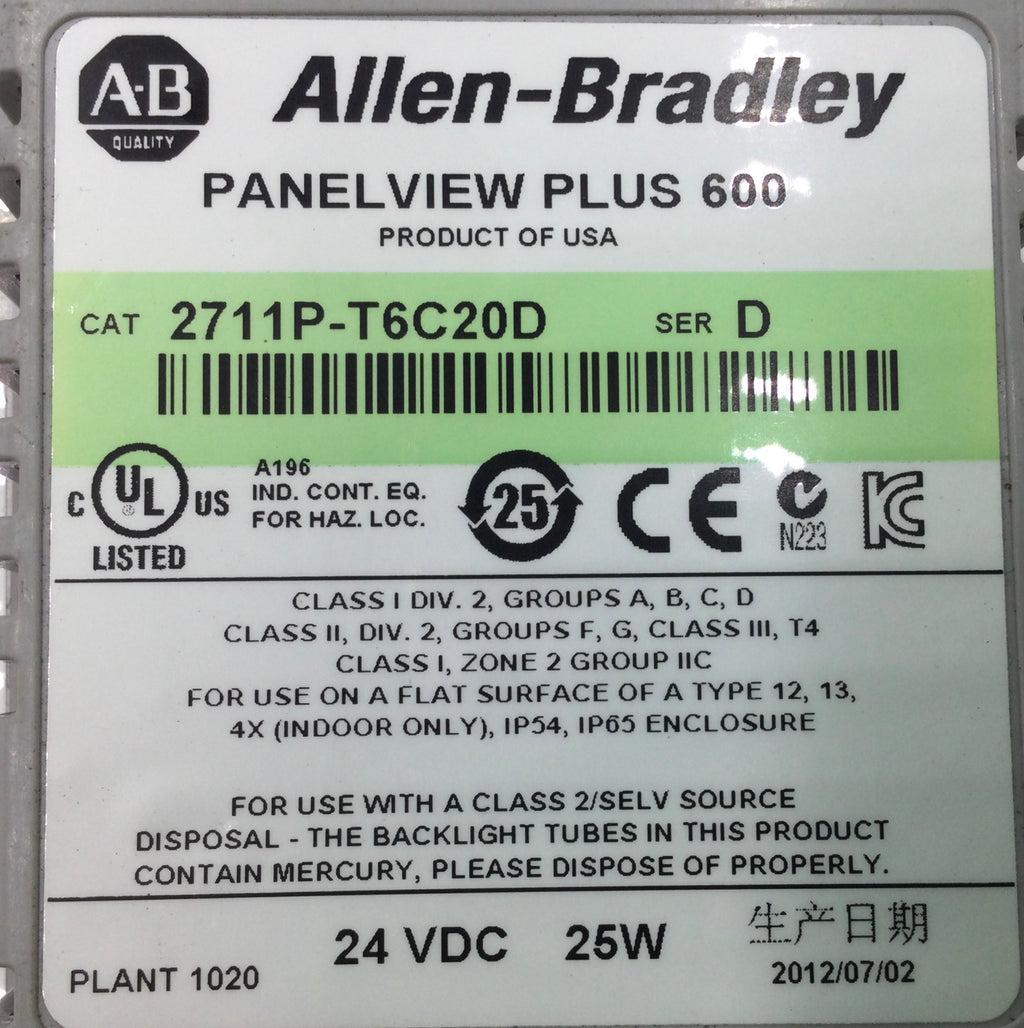 A-B
QUALITY
Allen-Bradley
PANELVIEW PLUS 600
PRODUCT OF USA
CAT 2711P-T6C20D SER D
C UL US
LISTED
A196
IND. CONT. EQ.
FOR HAZ. LOC.
25
CE
N223
KC
CLASS I DIV. 2, GROUPS A, B, C, D
CLASS II, DIV. 2, GROUPS F, G, CLASS III, T4
CLASS I, ZONE 2 GROUP IIC
FOR USE ON A FLAT SURFACE OF A TYPE 12, 13,
4X (INDOOR ONLY), IP54, IP65 ENCLOSURE
FOR USE WITH A CLASS 2/SELV SOURCE
DISPOSAL - THE BACKLIGHT TUBES IN THIS PRODUCT
CONTAIN MERCURY, PLEASE DISPOSE OF PROPERLY.
PLANT 1020
24 VDC 25W
生产日期
2012/07/02